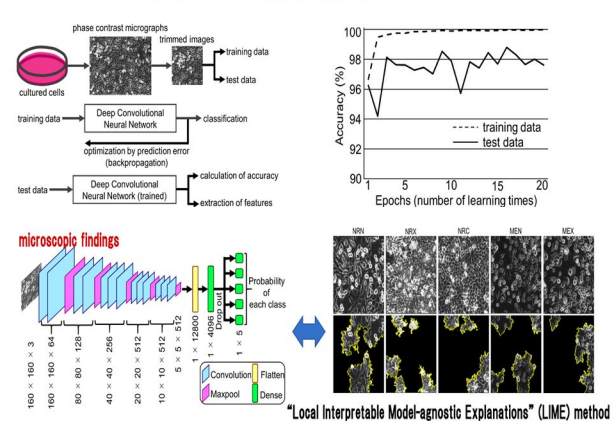 phase contrast micrographs
trimmed images
training data
test data
cultured cells
training data
Deep Convolutional
Neural Network
classification
optimization by prediction error
(backpropagation)
test data
Deep Convolutional
Neural Network (trained)
calculation of accuracy
extraction of features
Accuracy (%)
100
98
96
94
92
90
training data
test data
1
5
10
15
20
Epochs (number of learning times)
microscopic findings
Drop out
Probability
of
each class
160 × 160 × 3
160 × 160 × 64
80 × 80 × 128
40 × 40 × 256
20 × 20 × 512
10 × 10 × 512
5 × 5 × 512
1 × 12800
1 × 4096
1 × 5
Convolution
Flatten
Maxpool
Dense
NRN
NRX
NRC
MEN
MEX
“Local Interpretable Model-agnostic Explanations” (LIME) method